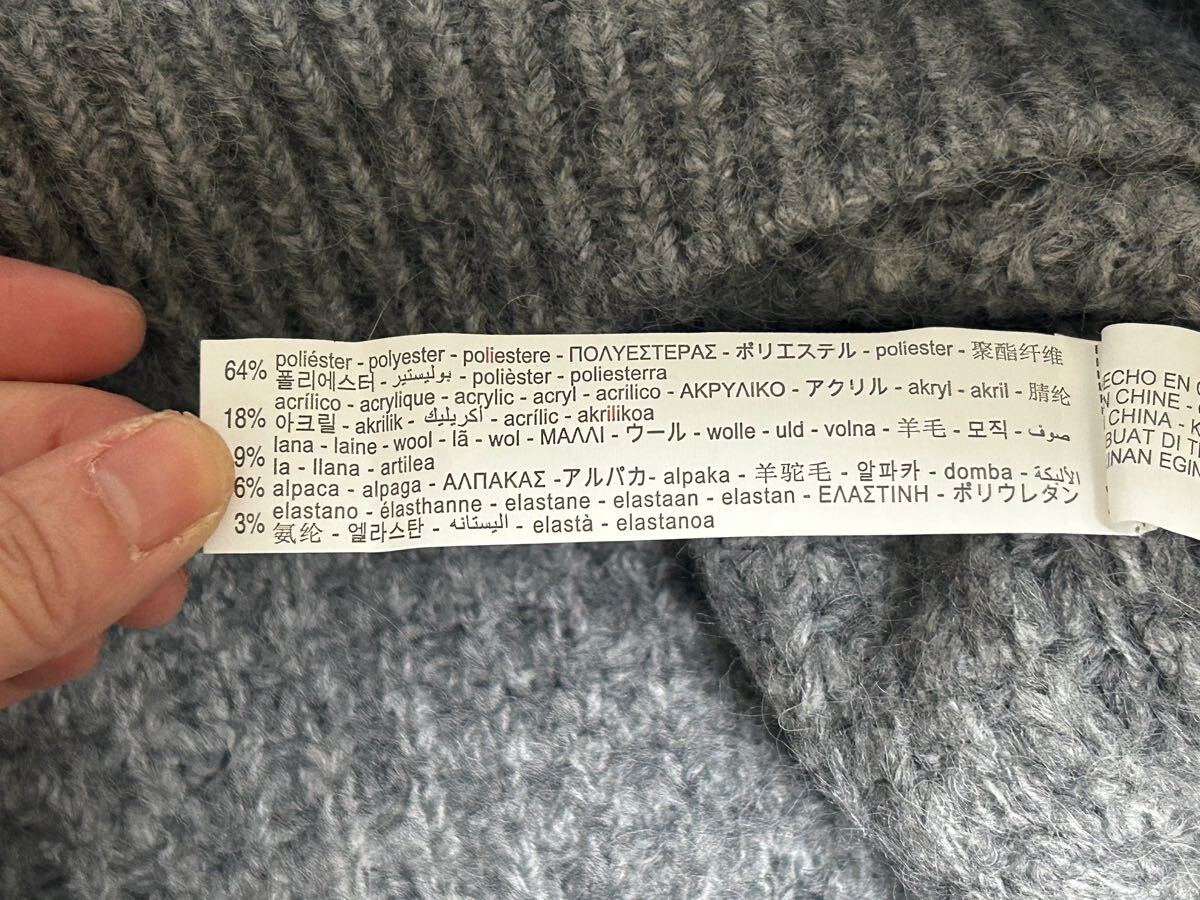 64% poliéster - polyester - poliestere - ΠΟΛΥΕΣΤΕΡΑΣ - ポリエステル - poliester - 聚酯纤维
폴리에스터 - بوليستير - polièster - poliesterra
18% acrílico - acrylique - acrylic - acryl - acrilico - ΑΚΡΥΛΙΚΟ - アクリル - akryl - akril - 腈纶
아크릴 - akrilik - أكريليك - acrílic - akrilikoa
9% lana - laine - wool - lã - wol - ΜΑΛΛΙ - ウール - wolle - uld - volna - 羊毛 - 모직 - صوف
la - llana - artilea
6% alpaca - alpaga - ΑΛΠΑΚΑΣ - アルパカ - alpaka - 羊驼毛 - 알파카 - domba - الأليكة
3% elastano - élasthanne - elastane - elastaan - elastan - ΕΛΑΣΤΙΝΗ - ポリウレタン
氨纶 - 엘라스탄 - اليستانه - elastà - elastanoa
ECHO EN
CHINE -
CHINA - K
BUAT DI TI
INAN EGIN